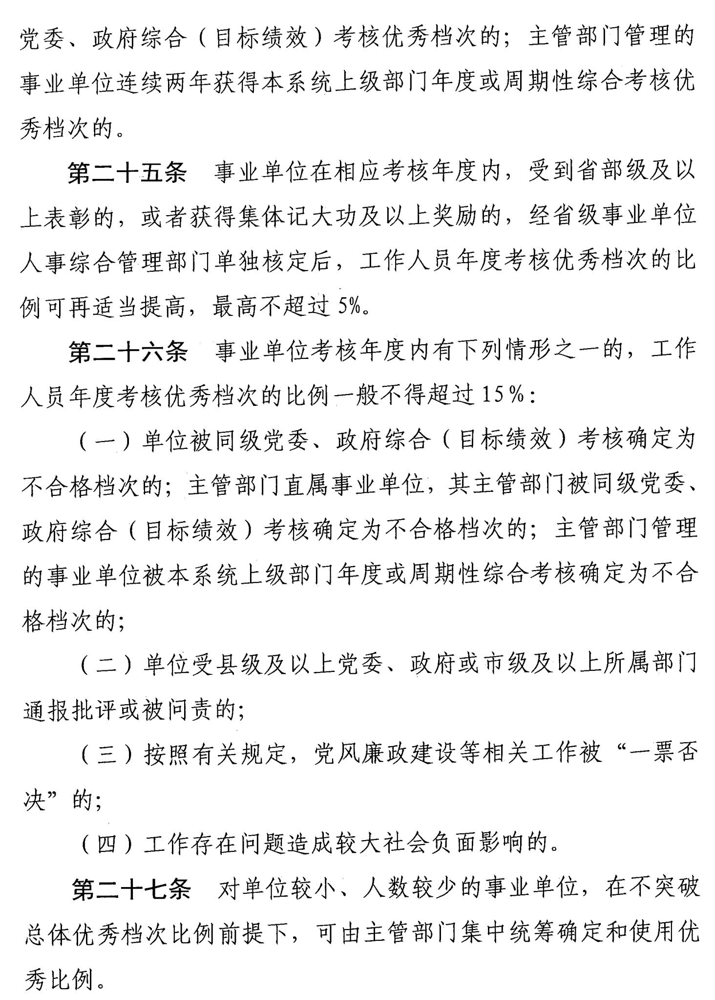 党委、政府综合（目标绩效）考核优秀档次的；主管部门管理的
事业单位连续两年获得本系统上级部门年度或周期性综合考核优
秀档次的。
第二十五条　事业单位在相应考核年度内，受到省部级及以
上表彰的，或者获得集体记大功及以上奖励的，经省级事业单位
人事综合管理部门单独核定后，工作人员年度考核优秀档次的比
例可再适当提高，最高不超过 5%。
第二十六条　事业单位考核年度内有下列情形之一的，工作
人员年度考核优秀档次的比例一般不得超过 15%：
（一）单位被同级党委、政府综合（目标绩效）考核确定为
不合格档次的；主管部门直属事业单位，其主管部门被同级党委、
政府综合（目标绩效）考核确定为不合格档次的；主管部门管理
的事业单位被本系统上级部门年度或周期性综合考核确定为不合
格档次的；
（二）单位受县级及以上党委、政府或市级及以上所属部门
通报批评或被问责的；
（三）按照有关规定，党风廉政建设等相关工作被“一票否
决”的；
（四）工作存在问题造成较大社会负面影响的。
第二十七条　对单位较小、人数较少的事业单位，在不突破
总体优秀档次比例前提下，可由主管部门集中统筹确定和使用优
秀比例。